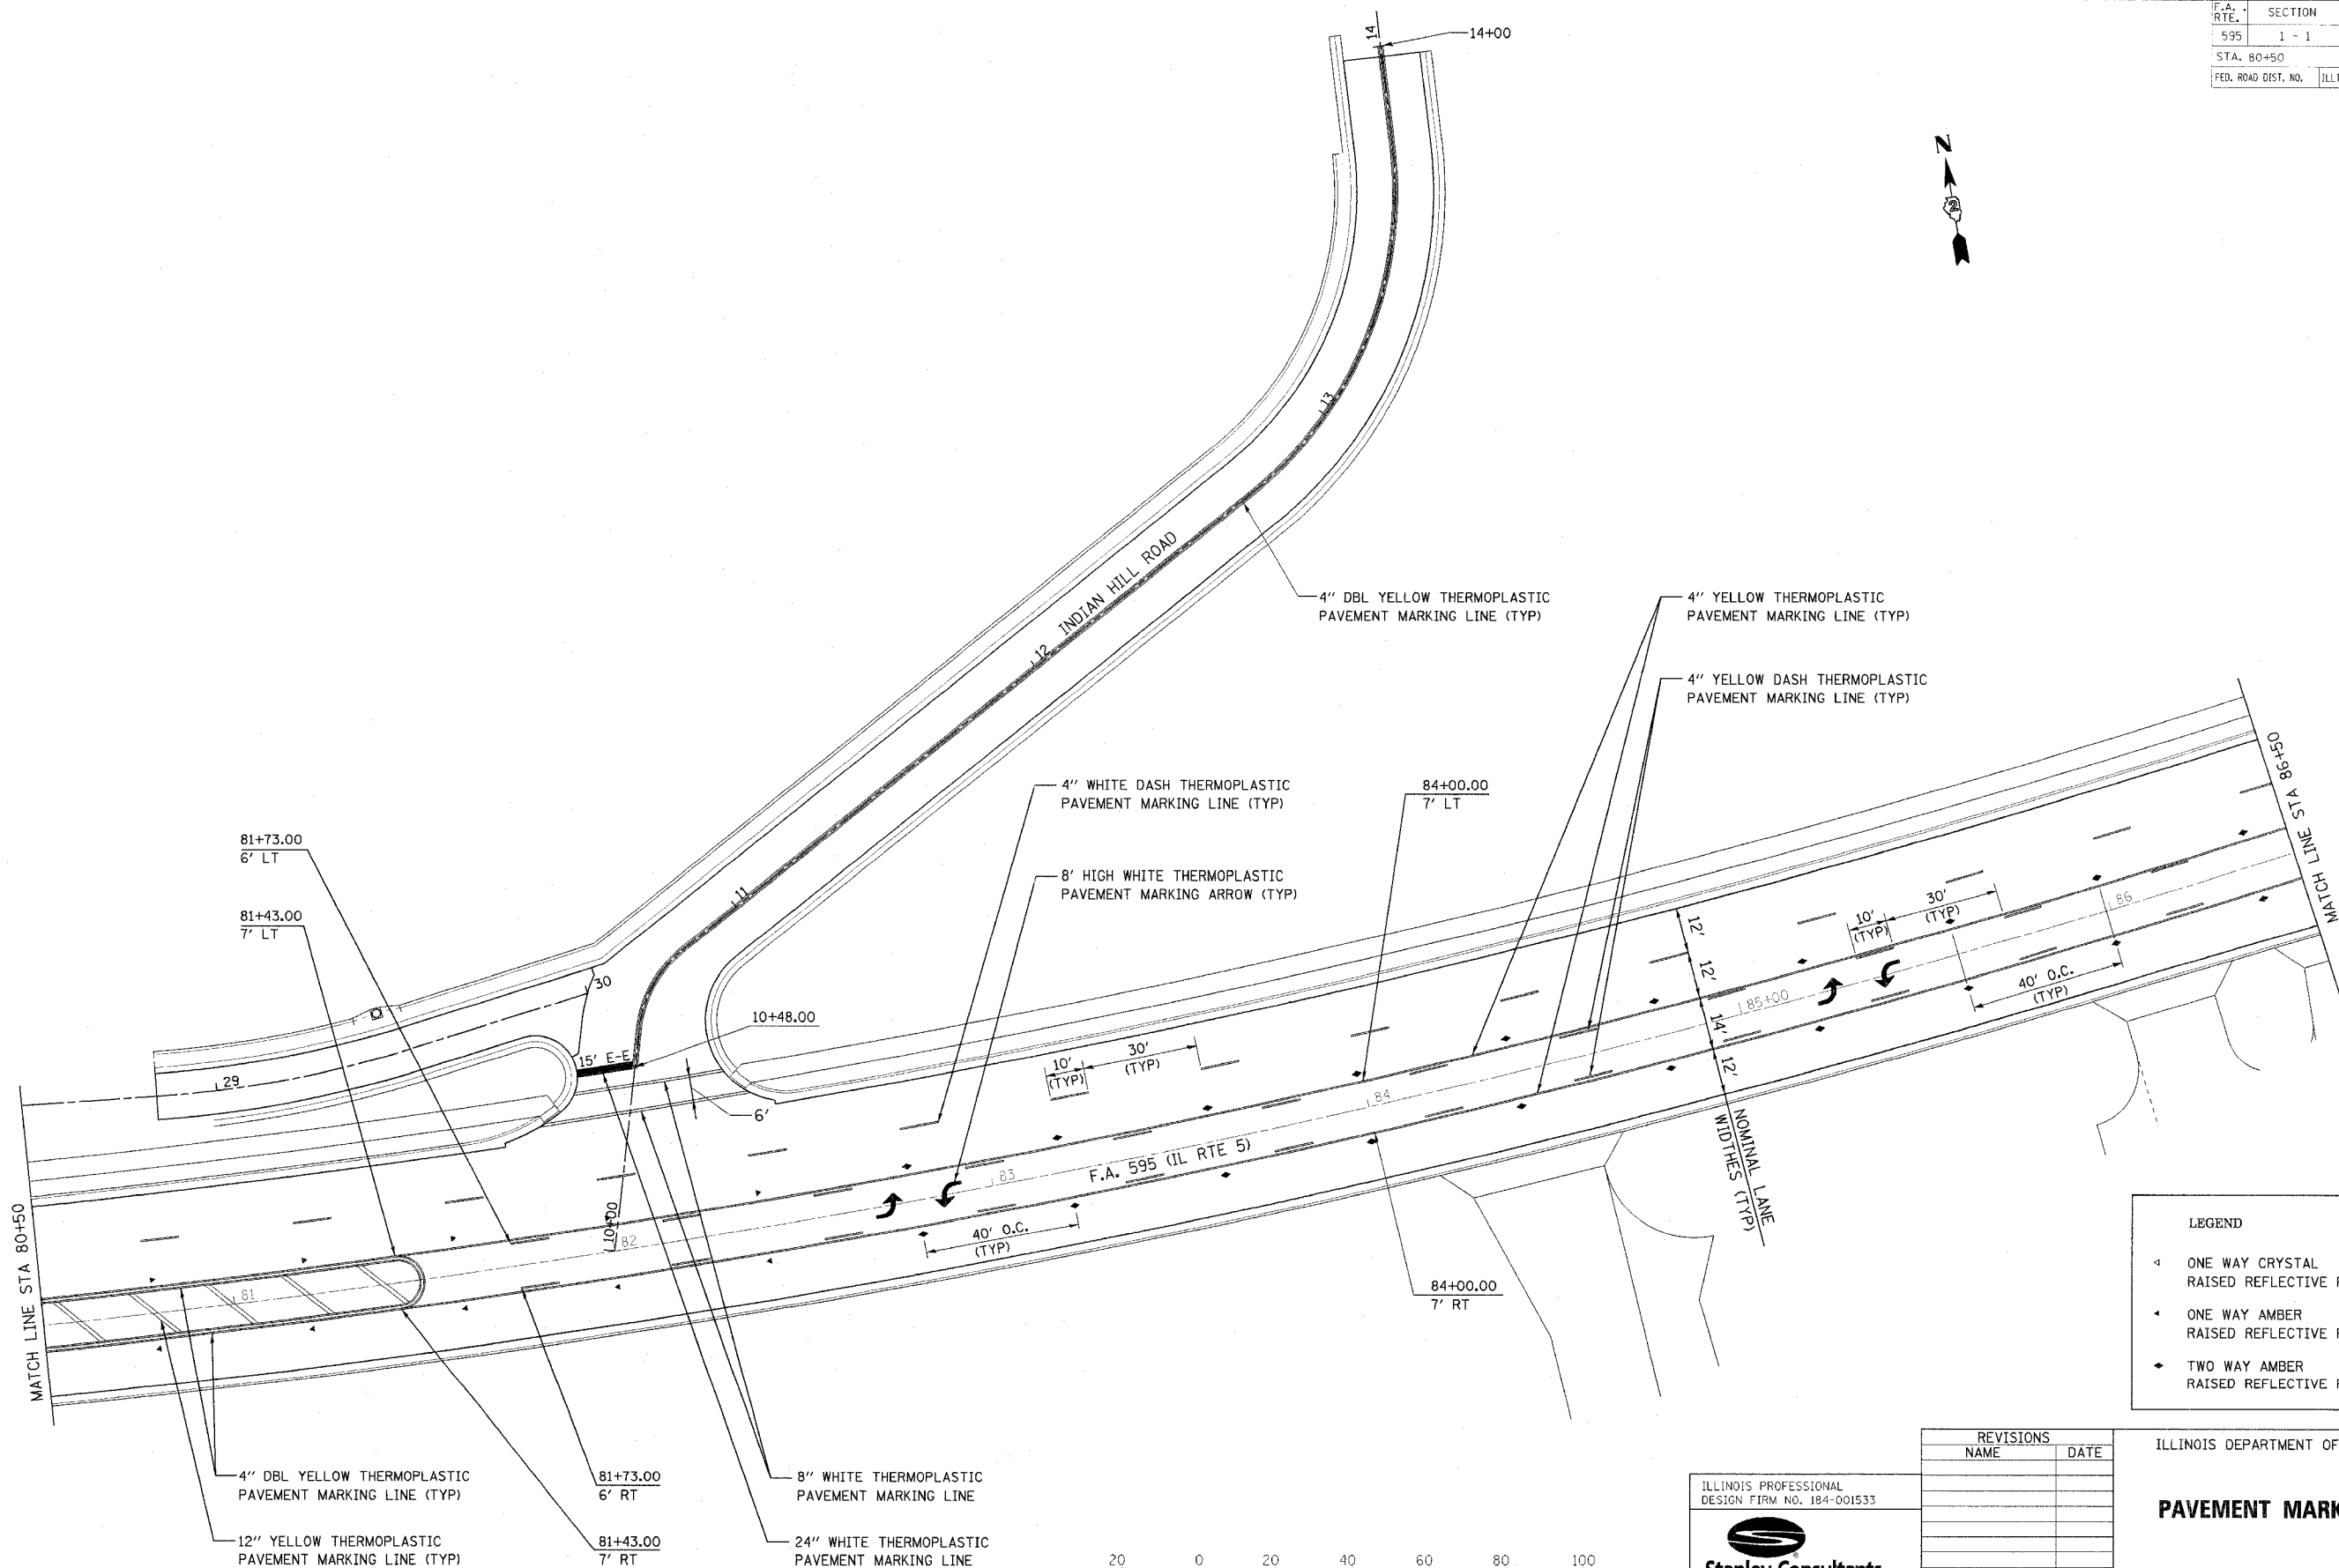 F.A. RTE. SECTION
595 1 - 1
STA. 80+50
FED. ROAD DIST. NO.
14
14+00
N
2
13
INDIAN HILL ROAD
12
4" DBL YELLOW THERMOPLASTIC
PAVEMENT MARKING LINE (TYP)
4" YELLOW THERMOPLASTIC
PAVEMENT MARKING LINE (TYP)
4" YELLOW DASH THERMOPLASTIC
PAVEMENT MARKING LINE (TYP)
4" WHITE DASH THERMOPLASTIC
PAVEMENT MARKING LINE (TYP)
84+00.00
7' LT
MATCH LINE STA 86+50
81+73.00
6' LT
8' HIGH WHITE THERMOPLASTIC
PAVEMENT MARKING ARROW (TYP)
11
81+43.00
7' LT
10'
(TYP)
30'
(TYP)
86
12'
12'
14'
12'
85+00
40' O.C.
(TYP)
30
29
15' E-E
10+48.00
6'
10'
(TYP)
30'
(TYP)
84
NOMINAL LANE
WIDTHES (TYP)
F.A. 595 (IL RTE 5)
83
40' O.C.
(TYP)
10+00
82
81
MATCH LINE STA 80+50
84+00.00
7' RT
LEGEND
ONE WAY CRYSTAL
RAISED REFLECTIVE
ONE WAY AMBER
RAISED REFLECTIVE
TWO WAY AMBER
RAISED REFLECTIVE
4" DBL YELLOW THERMOPLASTIC
PAVEMENT MARKING LINE (TYP)
12" YELLOW THERMOPLASTIC
PAVEMENT MARKING LINE (TYP)
81+73.00
6' RT
81+43.00
7' RT
8" WHITE THERMOPLASTIC
PAVEMENT MARKING LINE
24" WHITE THERMOPLASTIC
PAVEMENT MARKING LINE
20 0 20 40 60 80 100
ILLINOIS PROFESSIONAL
DESIGN FIRM NO. 184-001533
Stanley Consultants
REVISIONS
NAME DATE
ILLINOIS DEPARTMENT OF
PAVEMENT MARK